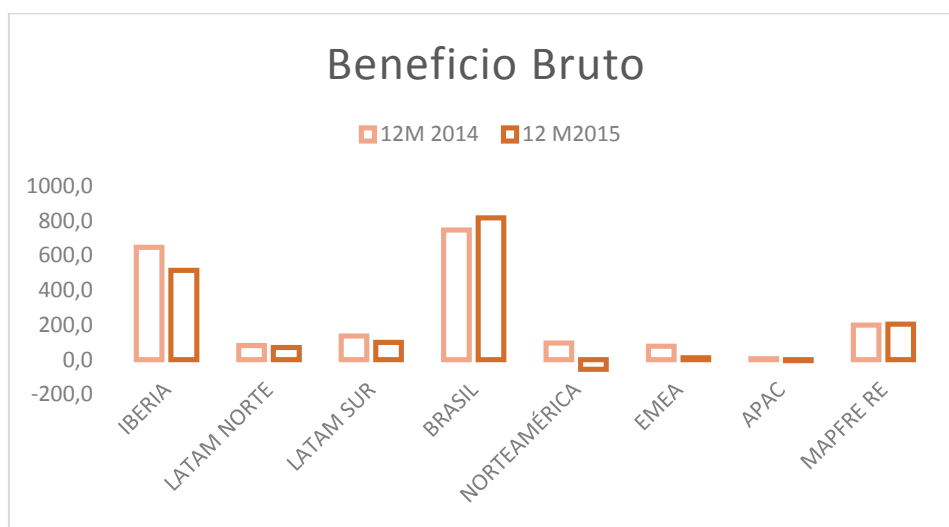 Beneficio Bruto
12M 2014 12 M2015
1000,0
800,0
600,0
400,0
200,0
0,0
-200,0
IBERIA
LATAM NORTE
LATAM SUR
BRASIL
NORTEAMÉRICA
EMEA
APAC
MAPFRE RE